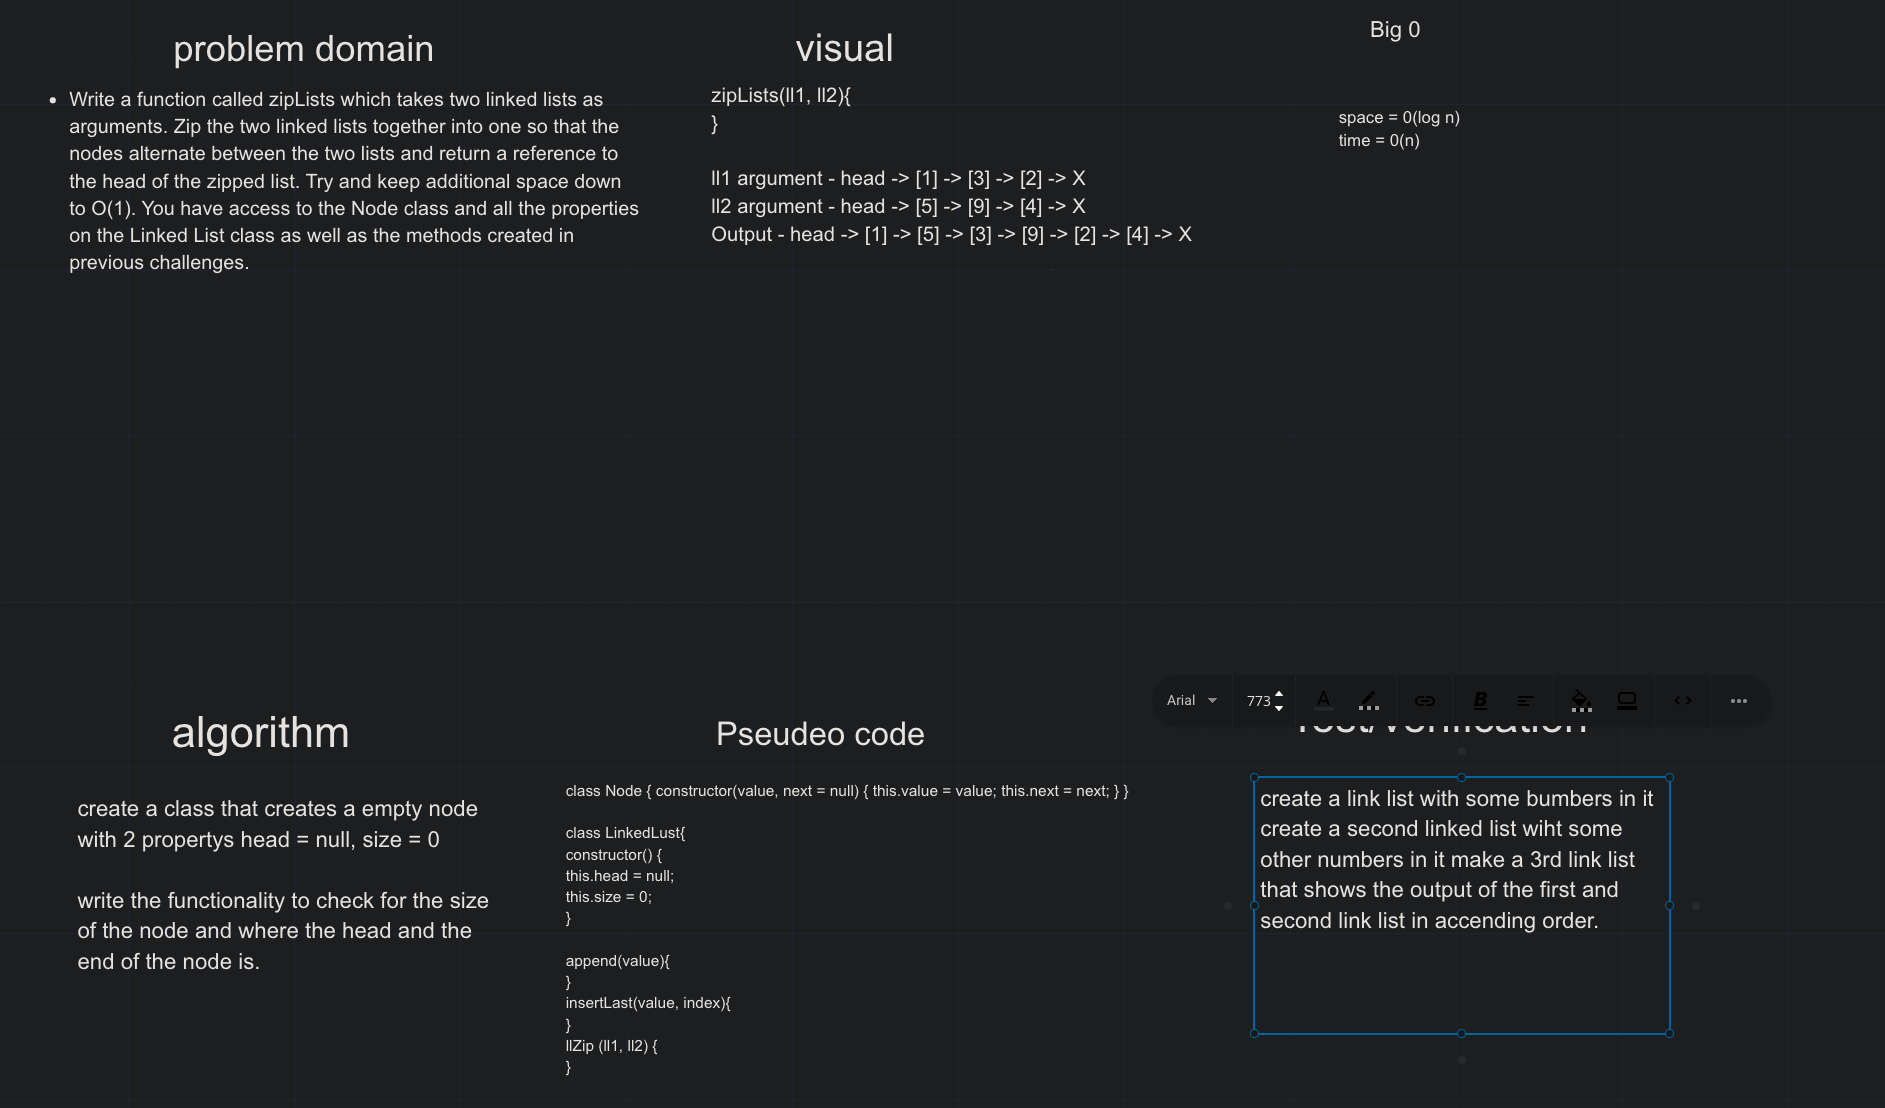 problem domain
• Write a function called zipLists which takes two linked lists as
arguments. Zip the two linked lists together into one so that the
nodes alternate between the two lists and return a reference to
the head of the zipped list. Try and keep additional space down
to O(1). You have access to the Node class and all the properties
on the Linked List class as well as the methods created in
previous challenges.
visual
zipLists(ll1, ll2){
}
ll1 argument - head -> [1] -> [3] -> [2] -> X
ll2 argument - head -> [5] -> [9] -> [4] -> X
Output - head -> [1] -> [5] -> [3] -> [9] -> [2] -> [4] -> X
Big 0
space = 0(log n)
time = 0(n)
algorithm
create a class that creates a empty node
with 2 propertys head = null, size = 0
write the functionality to check for the size
of the node and where the head and the
end of the node is.
Pseudeo code
class Node { constructor(value, next = null) { this.value = value; this.next = next; } }
class LinkedLust{
constructor() {
this.head = null;
this.size = 0;
}
append(value){
}
insertLast(value, index){
}
llZip (ll1, ll2) {
}
Arial
773
A
B
Test/verification
create a link list with some bumbers in it
create a second linked list wiht some
other numbers in it make a 3rd link list
that shows the output of the first and
second link list in accending order.